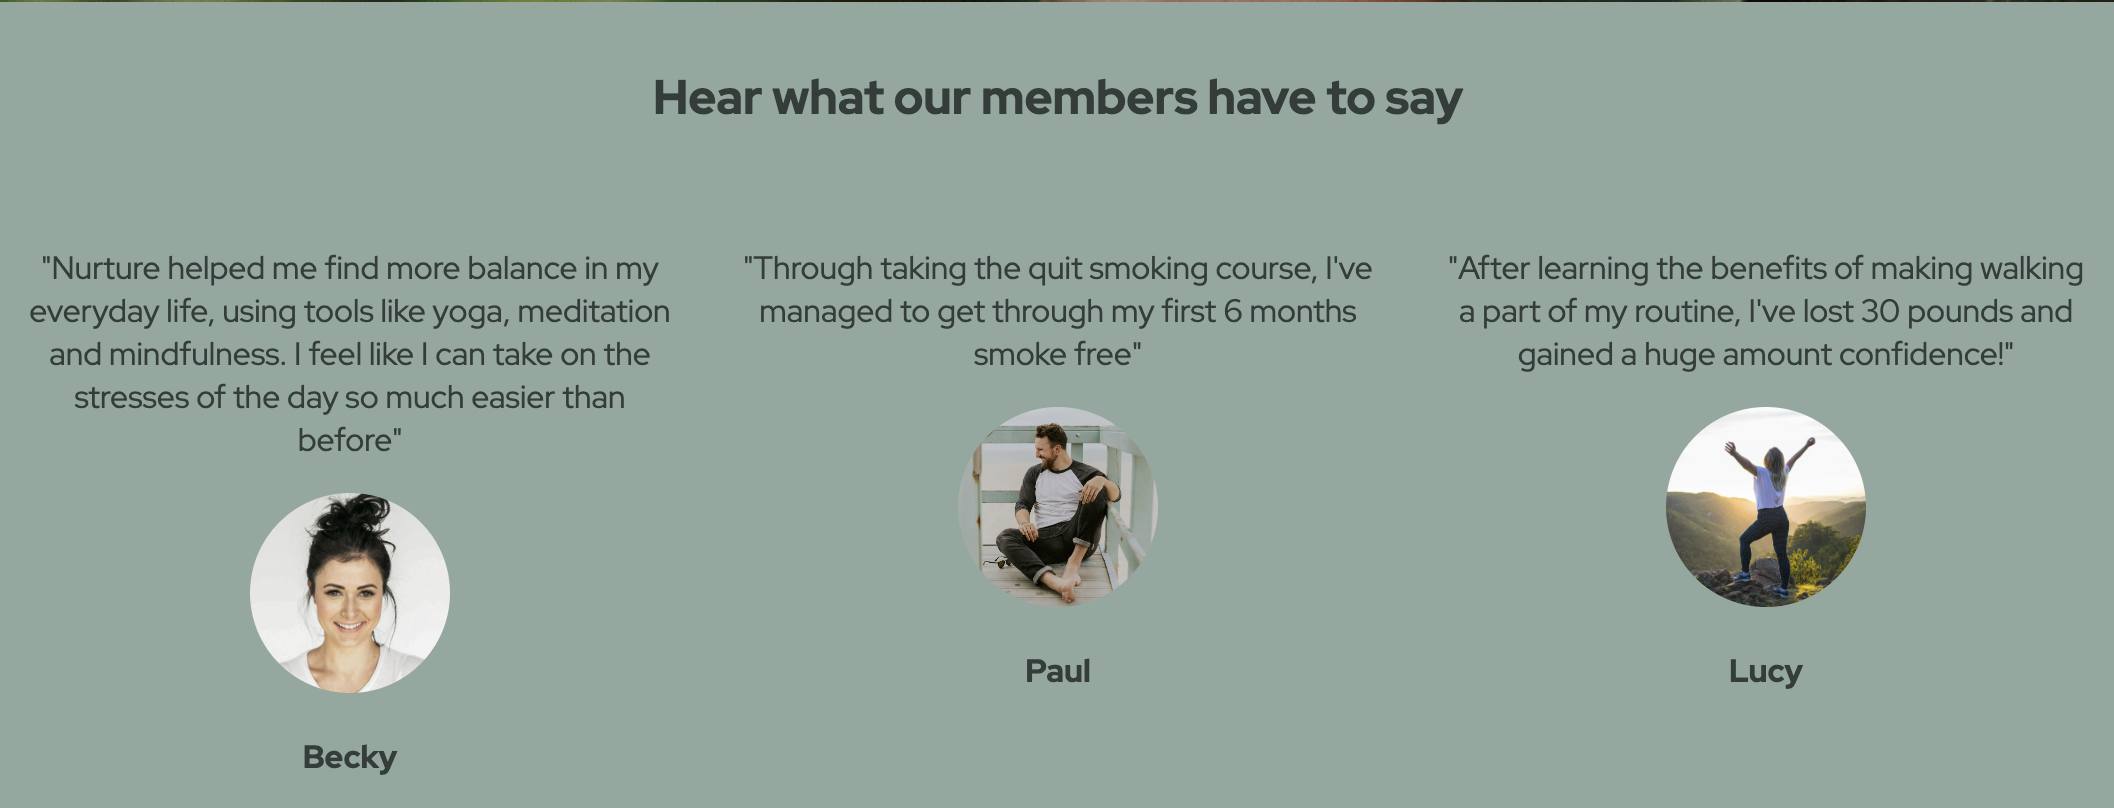 Hear what our members have to say
"Nurture helped me find more balance in my
everyday life, using tools like yoga, meditation
and mindfulness. I feel like I can take on the
stresses of the day so much easier than
before"
Becky
"Through taking the quit smoking course, I've
managed to get through my first 6 months
smoke free"
Paul
"After learning the benefits of making walking
a part of my routine, I've lost 30 pounds and
gained a huge amount confidence!"
Lucy